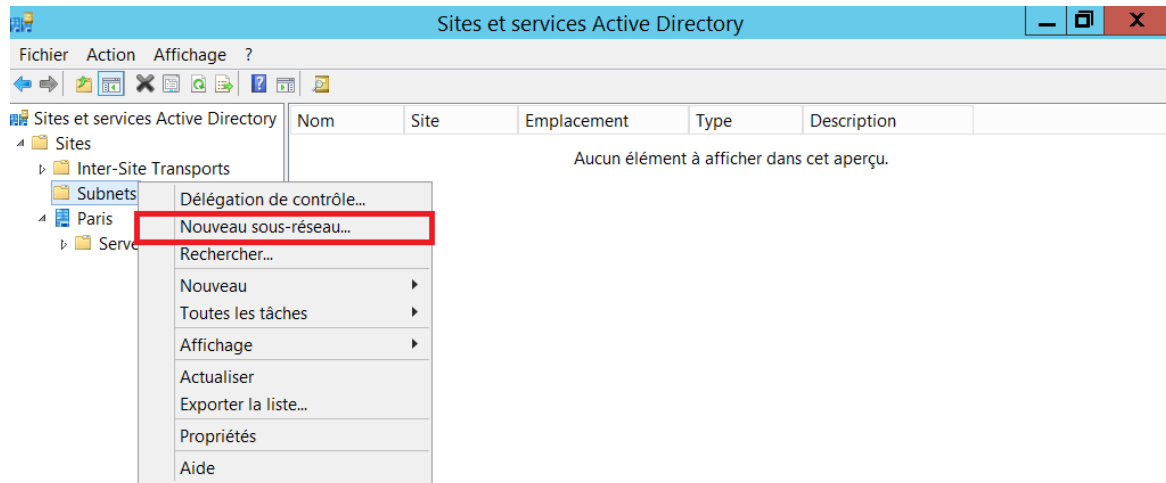 Sites et services Active Directory
X
Fichier Action Affichage ?
Sites et services Active Directory
Nom Site Emplacement Type Description
Sites
Aucun élément à afficher dans cet aperçu.
Inter-Site Transports
Subnets
Délégation de contrôle...
Paris
Nouveau sous-réseau...
Serve
Rechercher...
Nouveau
Toutes les tâches
Affichage
Actualiser
Exporter la liste...
Propriétés
Aide